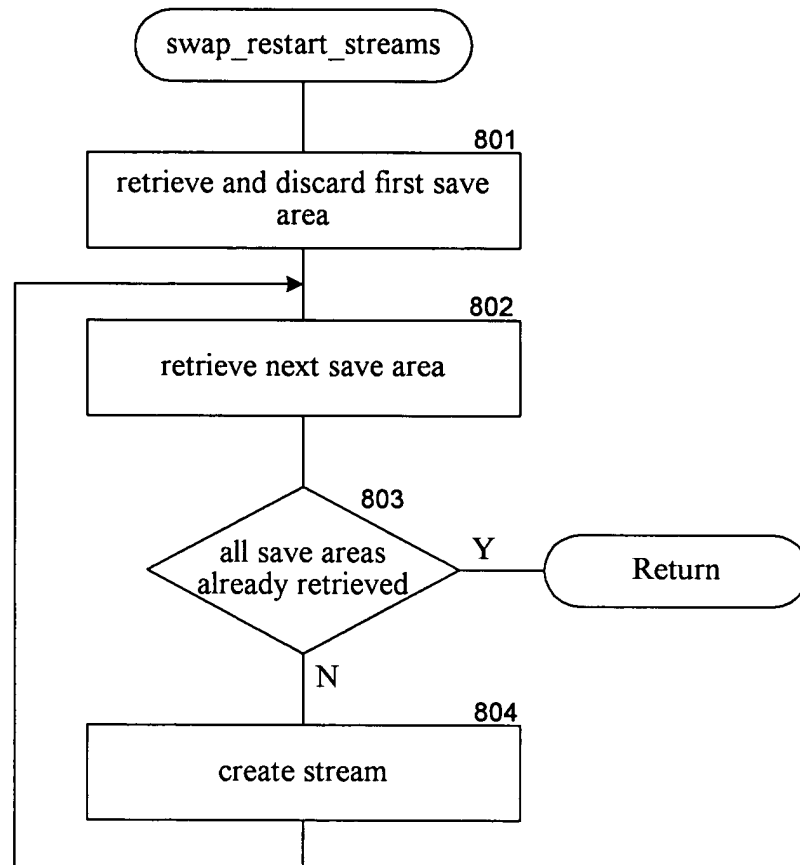 swap_restart_streams
801
retrieve and discard first save
area
802
retrieve next save area
803
all save areas
already retrieved
Y
Return
N
804
create stream